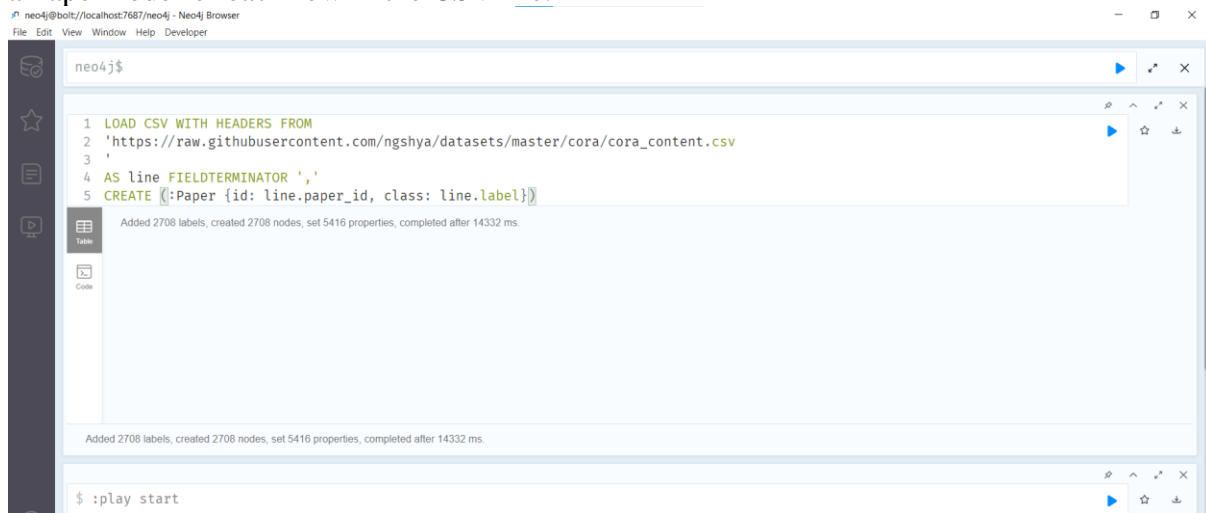 neo4j@bolt://localhost:7687/neo4j - Neo4j Browser
File Edit View Window Help Developer
neo4j$
1 LOAD CSV WITH HEADERS FROM
2 'https://raw.githubusercontent.com/ngshya/datasets/master/cora/cora_content.csv
3 '
4 AS line FIELDTERMINATOR ','
5 CREATE (:Paper {id: line.paper_id, class: line.label})
Table
Added 2708 labels, created 2708 nodes, set 5416 properties, completed after 14332 ms.
Code
Added 2708 labels, created 2708 nodes, set 5416 properties, completed after 14332 ms.
$ :play start